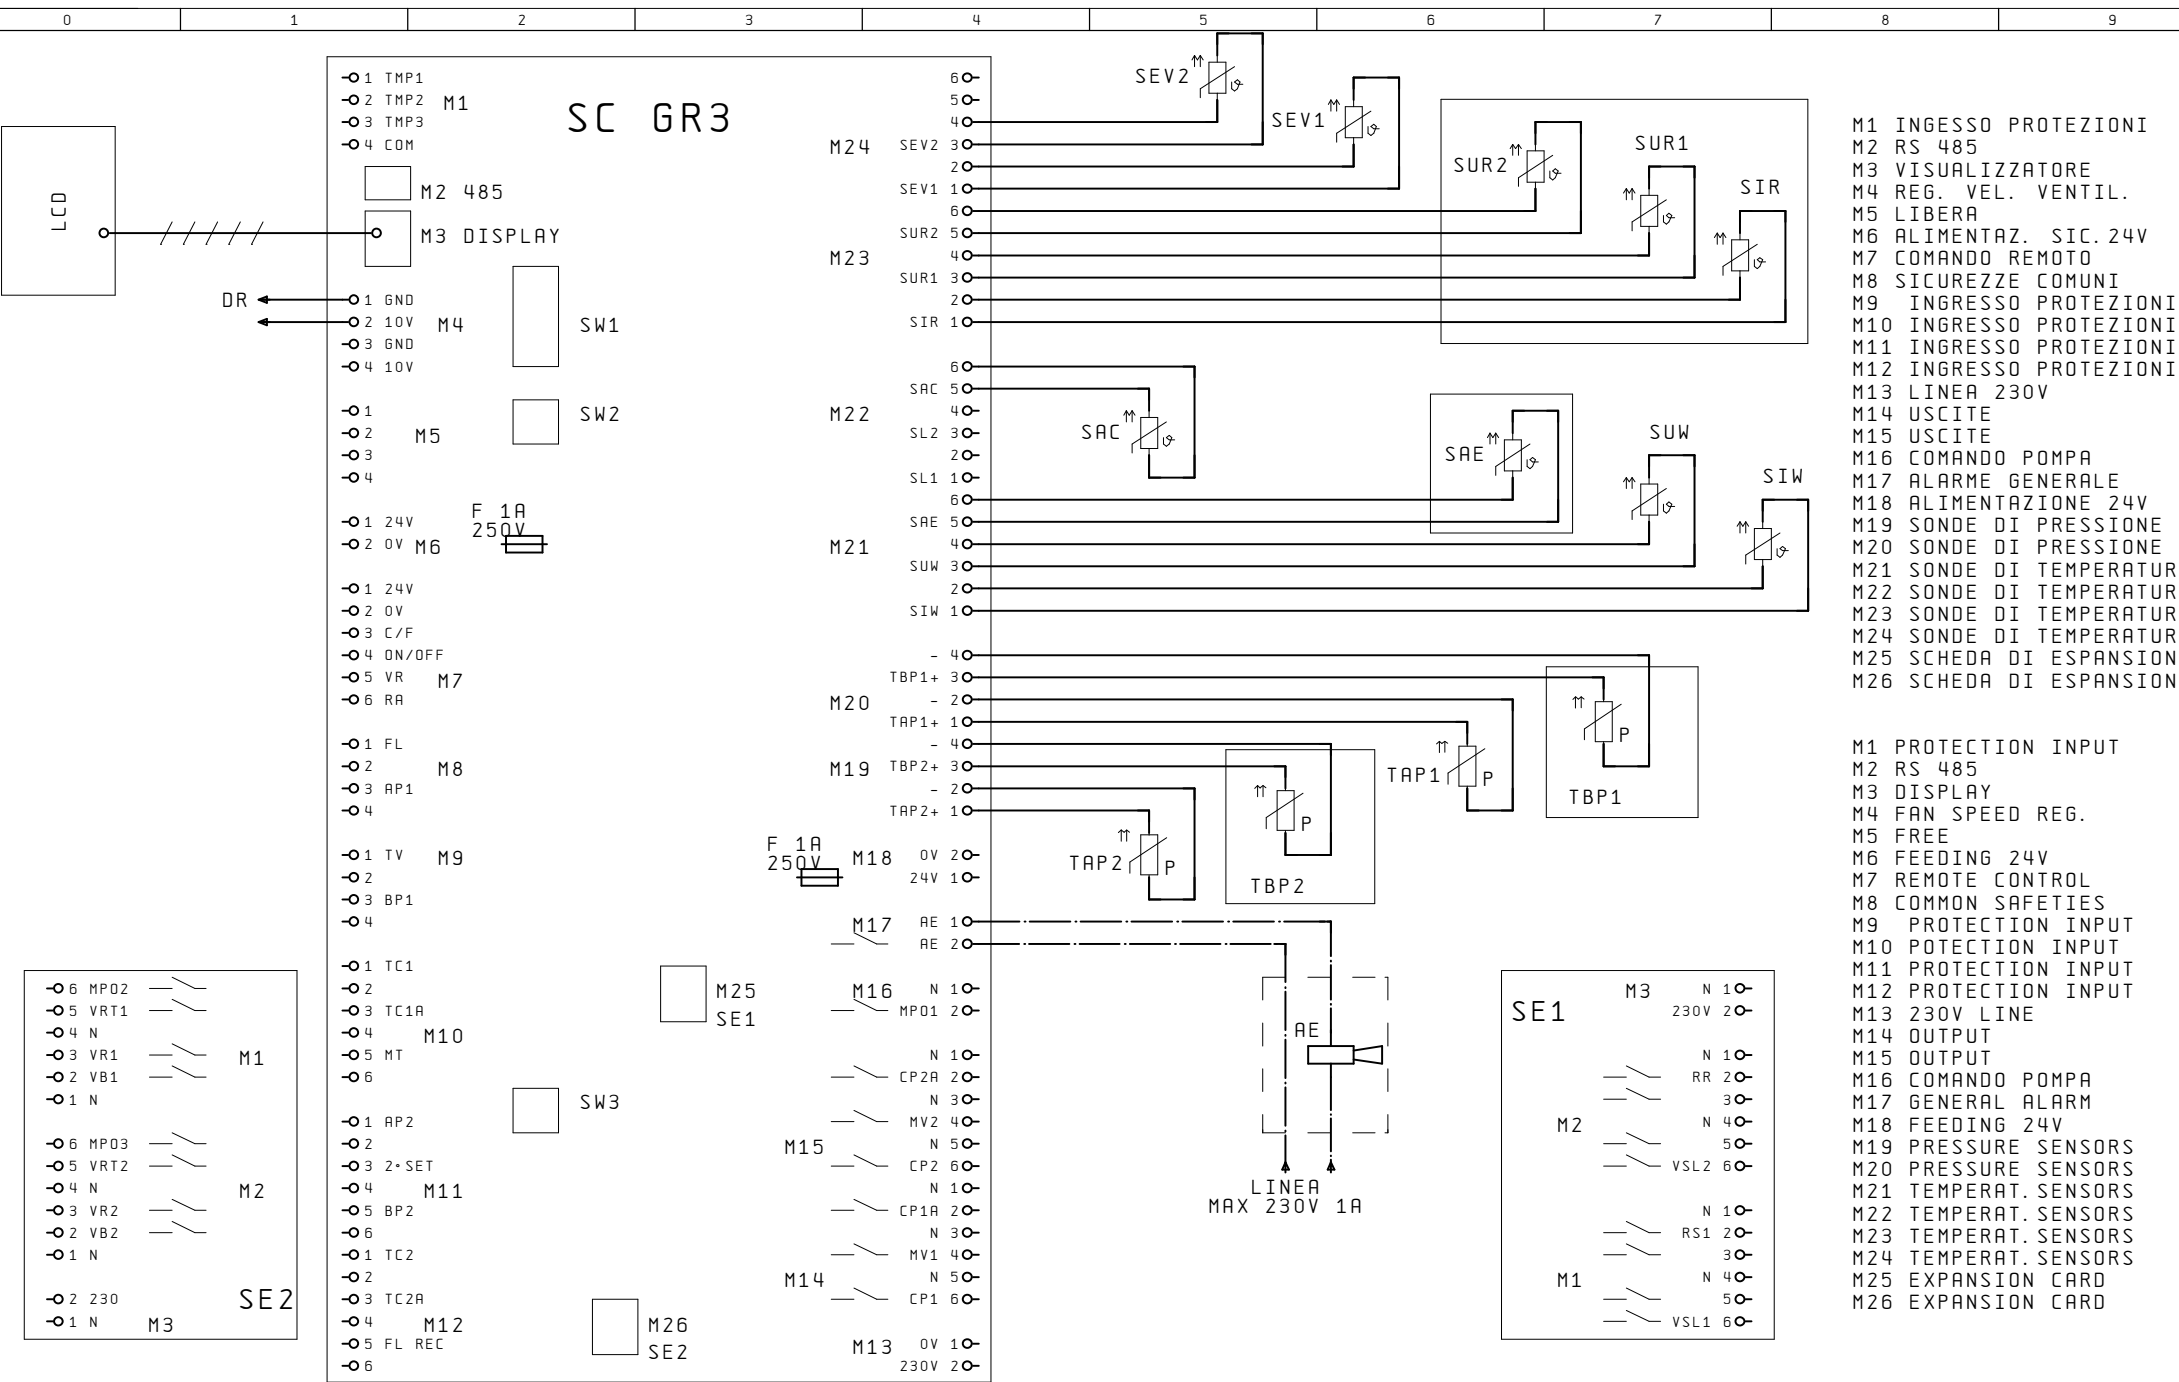 0 1 2 3 4 5 6 7 8 9
LCD
DR
SC GR3
1 TMP1
2 TMP2
3 TMP3
4 COM
M1
M2 485
M3 DISPLAY
1 GND
2 10V
3 GND
4 10V
M4
SW1
1
2
3
4
M5
SW2
1 24V
2 0V
M6
F 1A
250V
1 24V
2 0V
3 C/F
4 ON/OFF
5 VR
6 RA
M7
1 FL
2
3 AP1
4
M8
1 TV
2
3 BP1
4
M9
1 TC1
2
3 TC1A
4
5 MT
6
M10
1 AP2
2
3 2°SET
4
5 BP2
6
M11
1 TC2
2
3 TC2A
4
5 FL REC
6
M12
SW3
M25
SE1
M26
SE2
F 1A
250V
M24
6
5
4
SEV2 3
2
SEV1 1
M23
6
SUR2 5
4
SUR1 3
2
SIR 1
M22
6
SAC 5
4
SL2 3
2
SL1 1
M21
6
SAE 5
4
SUW 3
2
SIW 1
M20
- 4
TBP1+ 3
- 2
TAP1+ 1
M19
- 4
TBP2+ 3
- 2
TAP2+ 1
M18
0V 2
24V 1
M17
AE 1
AE 2
M16
N 1
MPO1 2
M15
N 1
CP2A 2
N 3
MV2 4
N 5
CP2 6
M14
N 1
CP1A 2
N 3
MV1 4
N 5
CP1 6
M13
0V 1
230V 2
SEV2
SEV1
SUR2
SUR1
SIR
SAC
SAE
SUW
SIW
TBP1
P
TAP1
P
TBP2
P
TAP2
P
AE
LINEA
MAX 230V 1A
6 MPO2
5 VRT1
4 N
3 VR1
2 VB1
1 N
M1
6 MPO3
5 VRT2
4 N
3 VR2
2 VB2
1 N
M2
2 230
1 N
M3
SE2
SE1
M3
N 1
230V 2
M2
N 1
RR 2
3
N 4
5
VSL2 6
M1
N 1
RS1 2
3
N 4
5
VSL1 6
M1 INGESSO PROTEZIONI
M2 RS 485
M3 VISUALIZZATORE
M4 REG. VEL. VENTIL.
M5 LIBERA
M6 ALIMENTAZ. SIC.24V
M7 COMANDO REMOTO
M8 SICUREZZE COMUNI
M9 INGRESSO PROTEZIONI
M10 INGRESSO PROTEZIONI
M11 INGRESSO PROTEZIONI
M12 INGRESSO PROTEZIONI
M13 LINEA 230V
M14 USCITE
M15 USCITE
M16 COMANDO POMPA
M17 ALARME GENERALE
M18 ALIMENTAZIONE 24V
M19 SONDE DI PRESSIONE
M20 SONDE DI PRESSIONE
M21 SONDE DI TEMPERATUR
M22 SONDE DI TEMPERATUR
M23 SONDE DI TEMPERATUR
M24 SONDE DI TEMPERATUR
M25 SCHEDA DI ESPANSION
M26 SCHEDA DI ESPANSION
M1 PROTECTION INPUT
M2 RS 485
M3 DISPLAY
M4 FAN SPEED REG.
M5 FREE
M6 FEEDING 24V
M7 REMOTE CONTROL
M8 COMMON SAFETIES
M9 PROTECTION INPUT
M10 POTECTION INPUT
M11 PROTECTION INPUT
M12 PROTECTION INPUT
M13 230V LINE
M14 OUTPUT
M15 OUTPUT
M16 COMANDO POMPA
M17 GENERAL ALARM
M18 FEEDING 24V
M19 PRESSURE SENSORS
M20 PRESSURE SENSORS
M21 TEMPERAT.SENSORS
M22 TEMPERAT.SENSORS
M23 TEMPERAT.SENSORS
M24 TEMPERAT.SENSORS
M25 EXPANSION CARD
M26 EXPANSION CARD